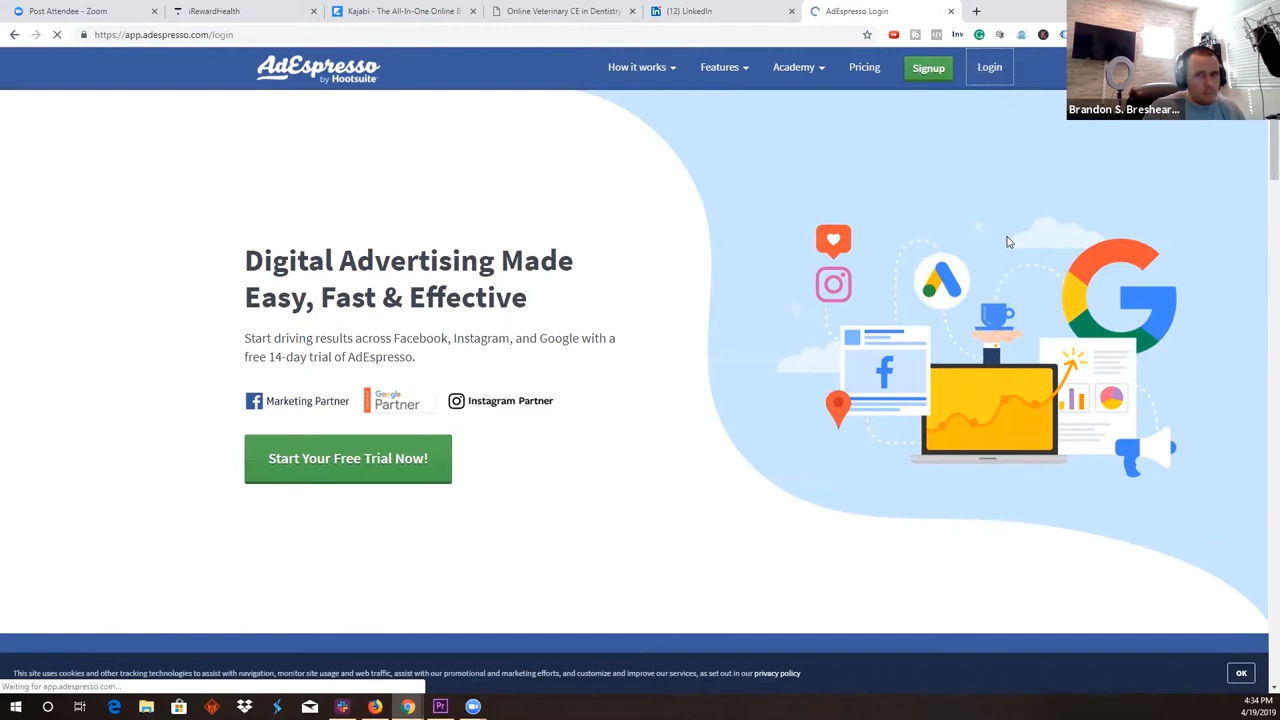 Post Attendee - Zoom
iRewardHealth
Kajabi - The All-In-One Online B
Online Veterinary CE in Dentistry
(12) LinkedIn
AdEspresso Login
https://app.adespresso.com/login
Inv
AdEspresso
by Hootsuite
How it works
Features
Academy
Pricing
Signup
Login
Brandon S. Breshear...
Digital Advertising Made
Easy, Fast & Effective
Start driving results across Facebook, Instagram, and Google with a
free 14-day trial of AdEspresso.
Marketing Partner
Google
Partner
Instagram Partner
Start Your Free Trial Now!
This site uses cookies and other tracking technologies to assist with navigation, monitor site usage and web traffic, assist with our promotional and marketing efforts, and customize and improve our services, as set out in our privacy policy
OK
Waiting for app.adespresso.com...
4:34 PM
4/19/2019